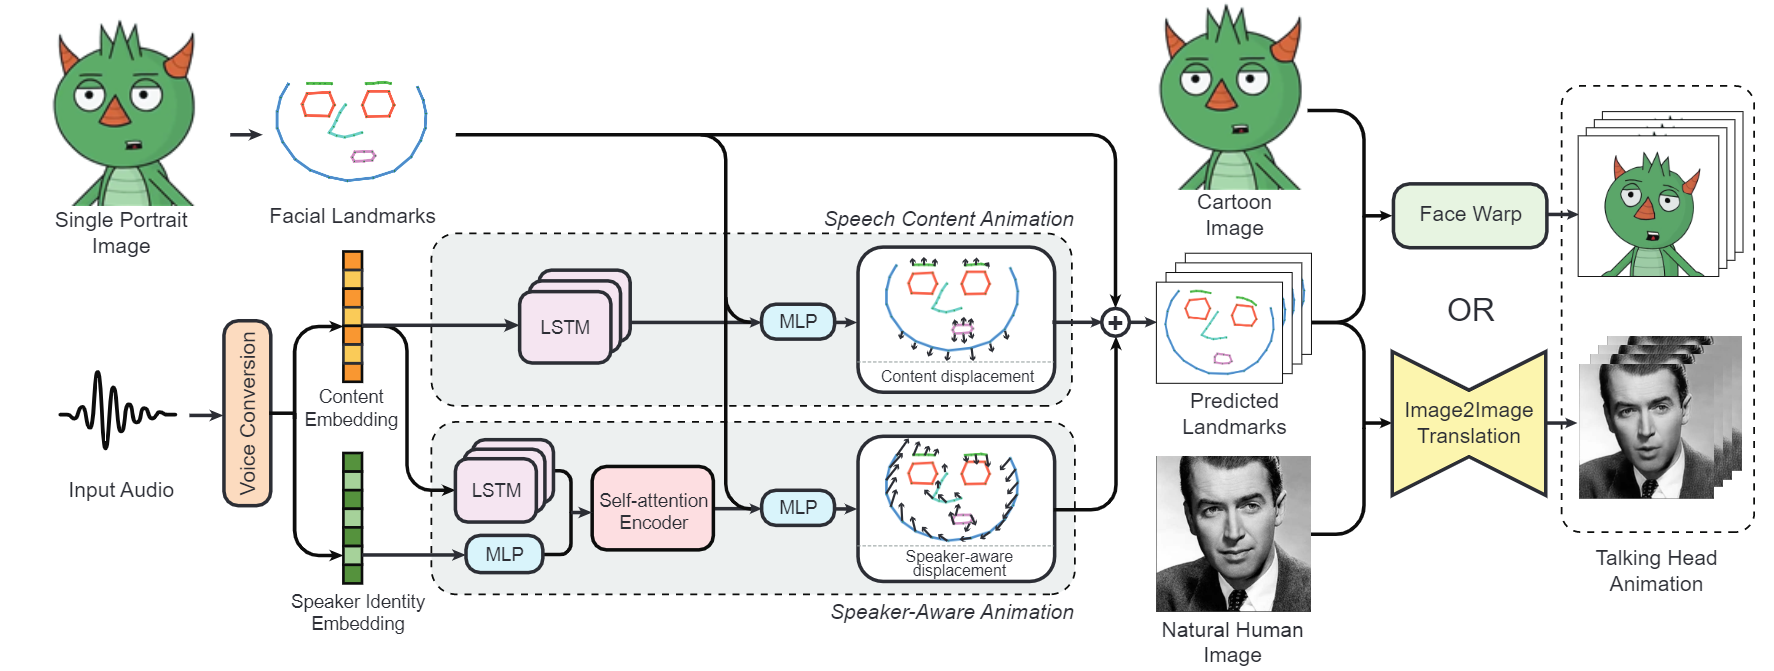 Single Portrait
Image
Facial Landmarks
Input Audio
Voice Conversion
Content
Embedding
Speaker Identity
Embedding
Speech Content Animation
LSTM
MLP
Content displacement
LSTM
MLP
Self-attention
Encoder
MLP
Speaker-aware
displacement
Speaker-Aware Animation
+
Cartoon
Image
Predicted
Landmarks
Natural Human
Image
Face Warp
OR
Image2Image
Translation
Talking Head
Animation